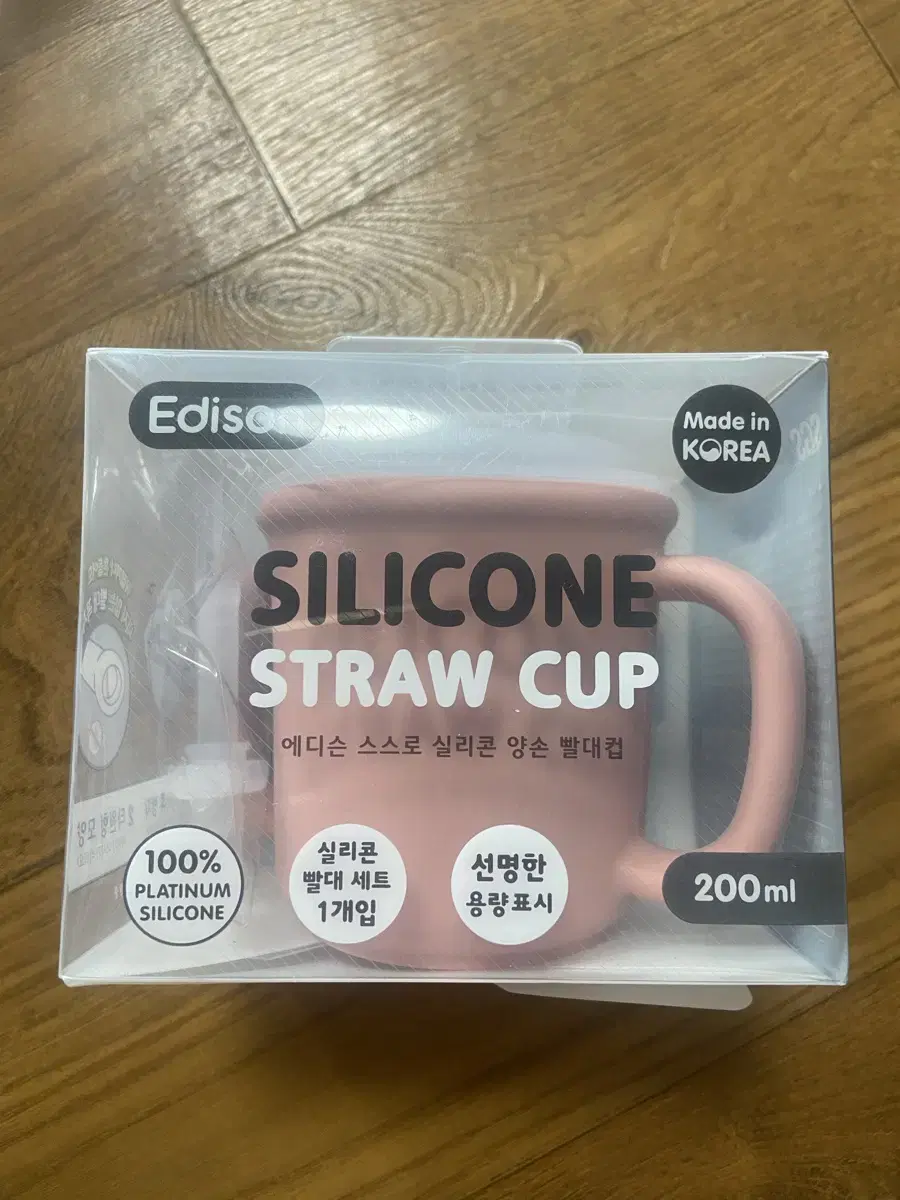 Edison
Made in
KOREA
SILICONE
STRAW CUP
에디슨 스스로 실리콘 양손 빨대컵
100%
PLATINUM
SILICONE
실리콘
빨대 세트
1개입
선명한
용량표시
200ml